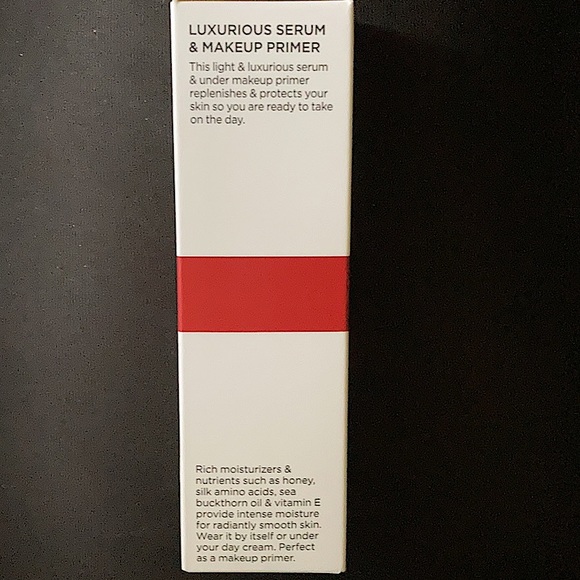 LUXURIOUS SERUM
& MAKEUP PRIMER
This light & luxurious serum
& under makeup primer
replenishes & protects your
skin so you are ready to take
on the day.
Rich moisturizers &
nutrients such as honey,
silk amino acids, sea
buckthorn oil & vitamin E
provide intense moisture
for radiantly smooth skin.
Wear it by itself or under
your day cream. Perfect
as a makeup primer.